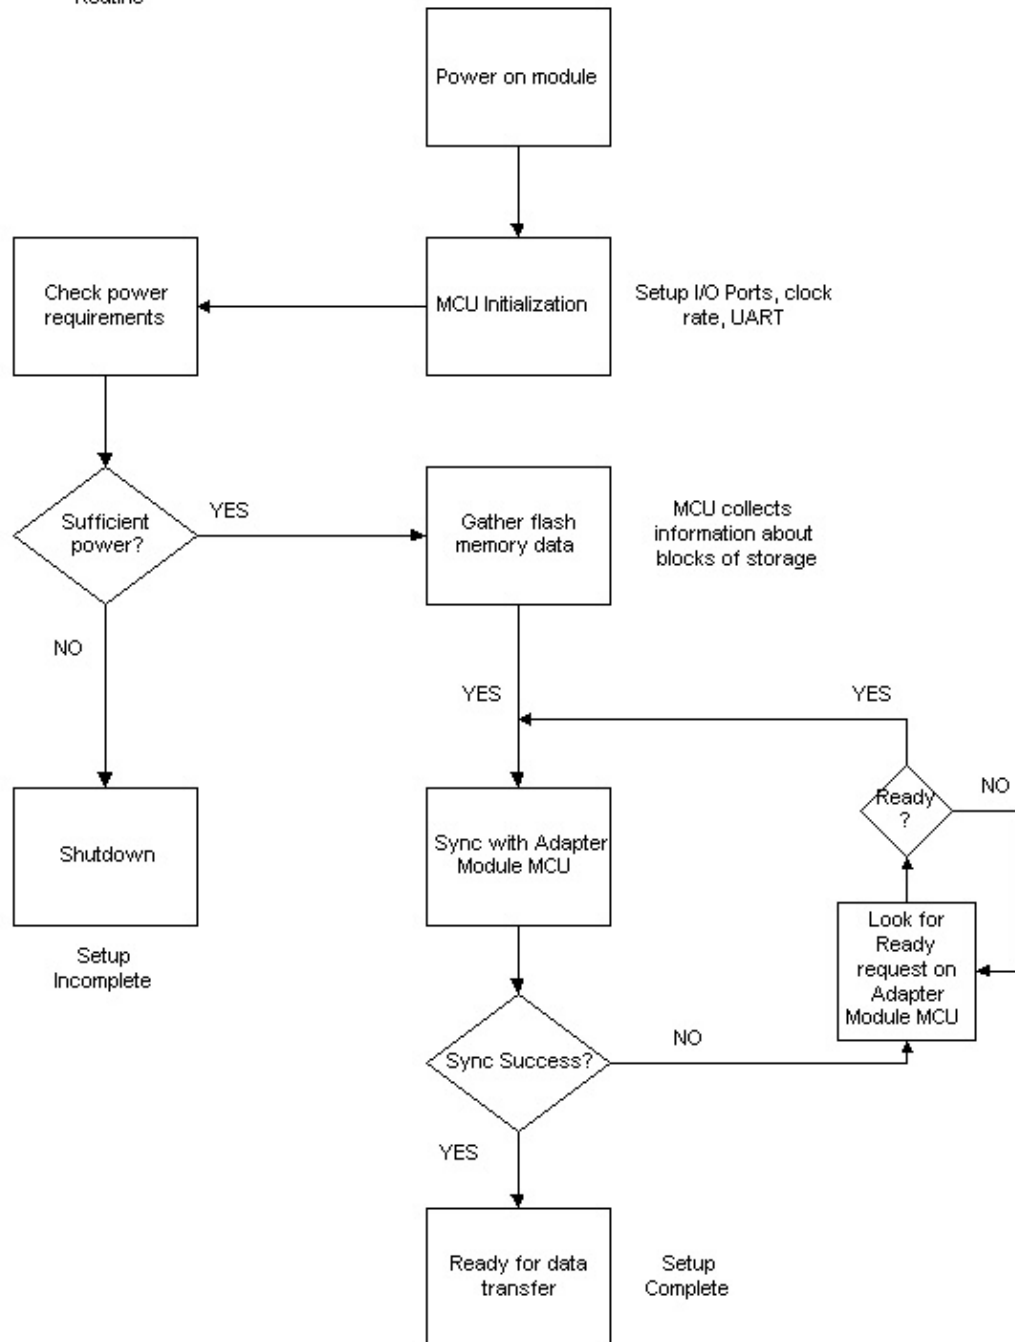 Routine
Power on module
Check power
requirements
MCU Initialization
Setup I/O Ports, clock
rate, UART
Sufficient
power?
YES
Gather flash
memory data
MCU collects
information about
blocks of storage
NO
YES
YES
Ready
?
NO
Shutdown
Sync with Adapter
Module MCU
Look for
Ready
request on
Adapter
Module MCU
Setup
Incomplete
Sync Success?
NO
YES
Ready for data
transfer
Setup
Complete